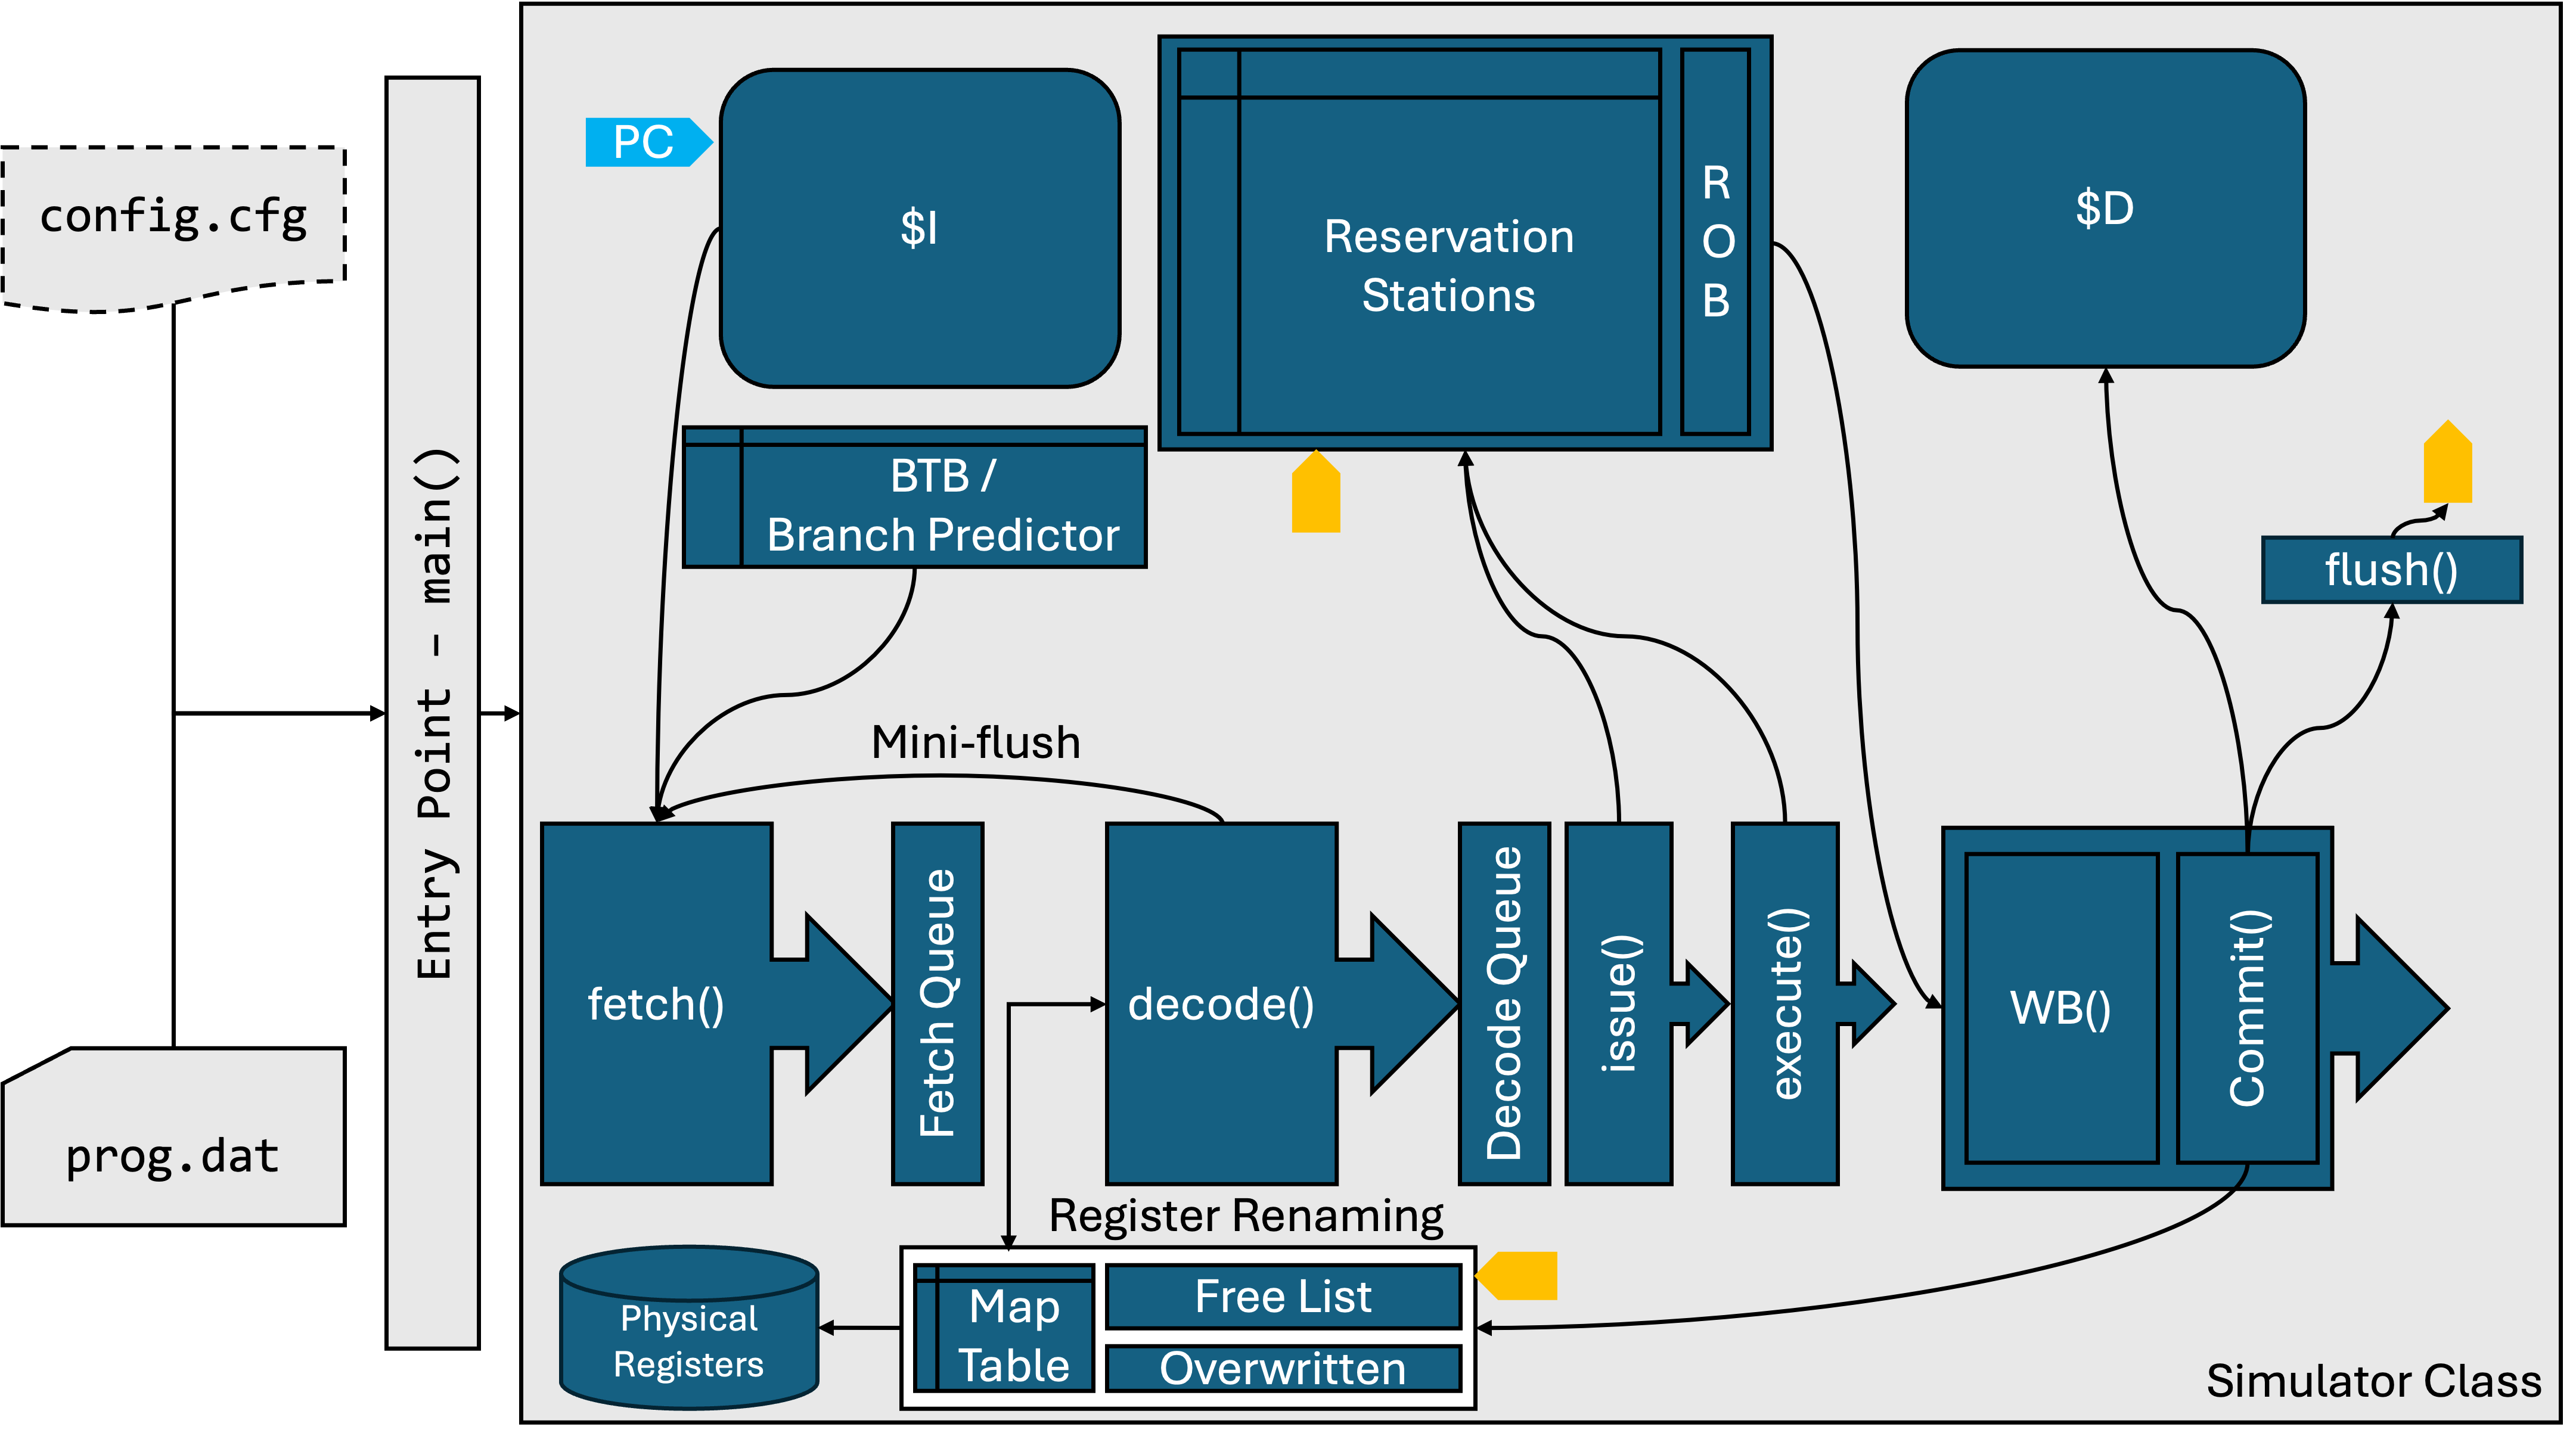 config.cfg
prog.dat
Entry Point – main()
PC
$I
Reservation
Stations
R
O
B
$D
BTB /
Branch Predictor
flush()
Mini-flush
fetch()
Fetch Queue
decode()
Decode Queue
issue()
execute()
WB()
Commit()
Register Renaming
Physical
Registers
Map
Table
Free List
Overwritten
Simulator Class